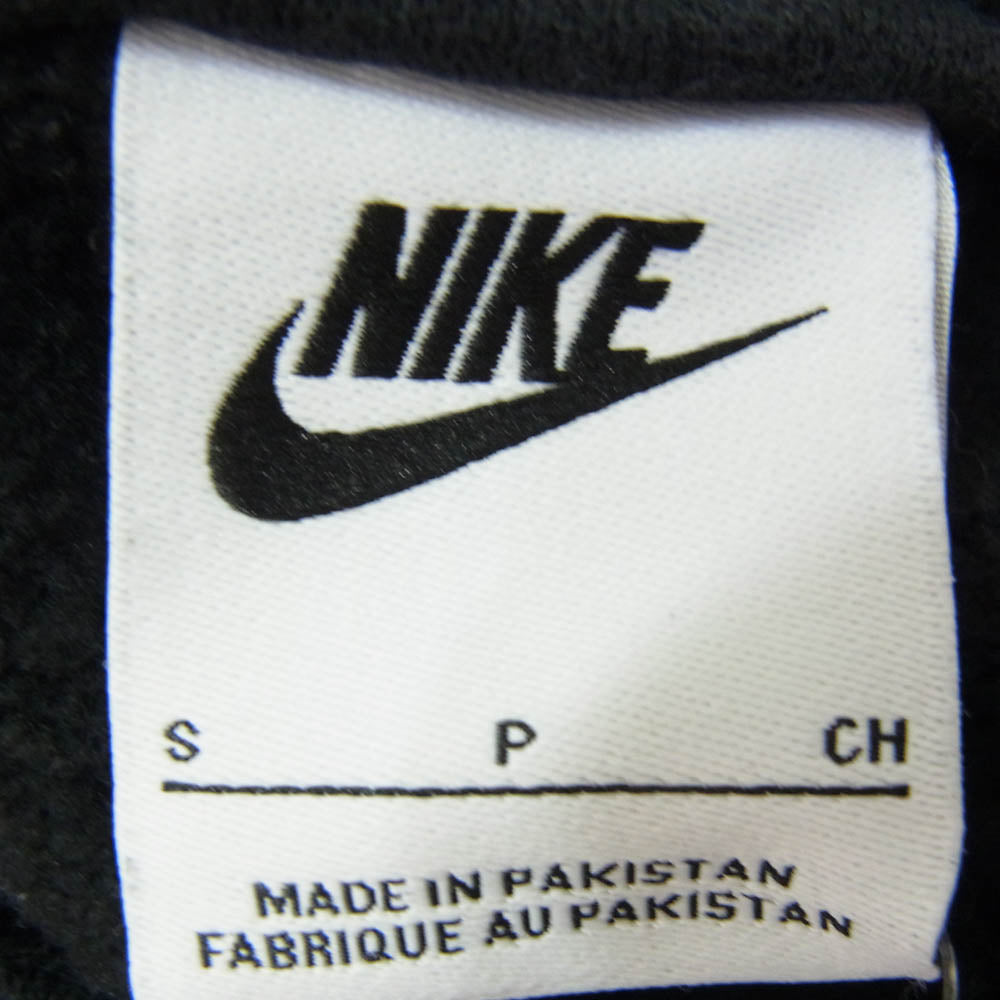 NIKE
S P CH
MADE IN PAKISTAN
FABRIQUE AU PAKISTAN